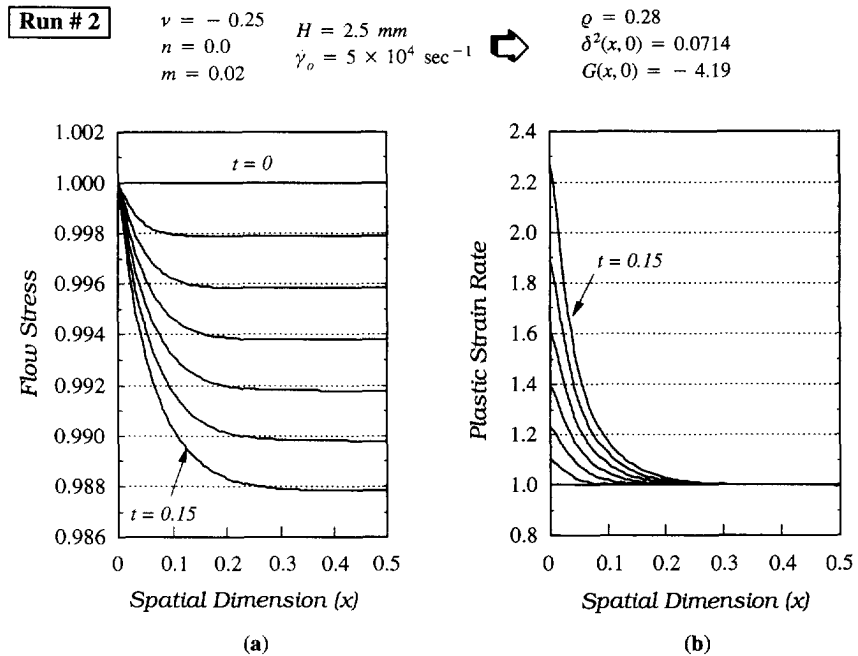 Run # 2
ν = − 0.25
n = 0.0
m = 0.02
H = 2.5 mm
γ̇ₒ = 5 × 10⁴ sec⁻¹
ϱ = 0.28
δ²(x, 0) = 0.0714
G(x, 0) = − 4.19
1.002
1.000
0.998
0.996
0.994
0.992
0.990
0.988
0.986
Flow Stress
t = 0
t = 0.15
0 0.1 0.2 0.3 0.4 0.5
Spatial Dimension (x)
(a)
2.4
2.2
2.0
1.8
1.6
1.4
1.2
1.0
0.8
Plastic Strain Rate
t = 0.15
0 0.1 0.2 0.3 0.4 0.5
Spatial Dimension (x)
(b)